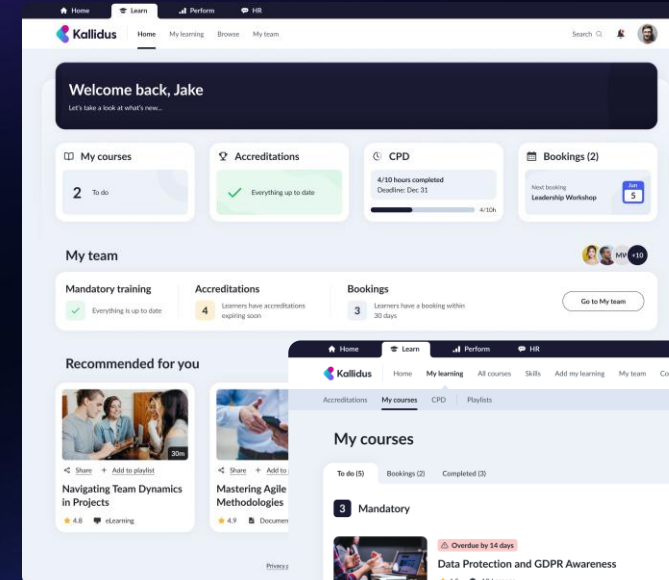 Home Learn Perform HR
Kallidus Home My learning Browse My team Search
Welcome back, Jake
Let's take a look at what's new...
My courses
2 To do
Accreditations
Everything up to date
CPD
4/10 hours completed
Deadline: Dec 31
4/10h
Bookings (2)
Next booking
Leadership Workshop
Jun
5
My team
MW +10
Mandatory training
Everything is up to date
Accreditations
4 Learners have accreditations
expiring soon
Bookings
3 Learners have a booking within
30 days
Go to My team
Recommended for you
30m
Share + Add to playlist
Navigating Team Dynamics
in Projects
4.8 eLearning
Share + Add to
Mastering Agile
Methodologies
4.9 Documen
Privacy
Home Learn Perform HR
Kallidus Home My learning All courses Skills Add my learning My team Co
Accreditations My courses CPD Playlists
My courses
To do (5) Bookings (2) Completed (3)
3 Mandatory
Overdue by 14 days
Data Protection and GDPR Awareness